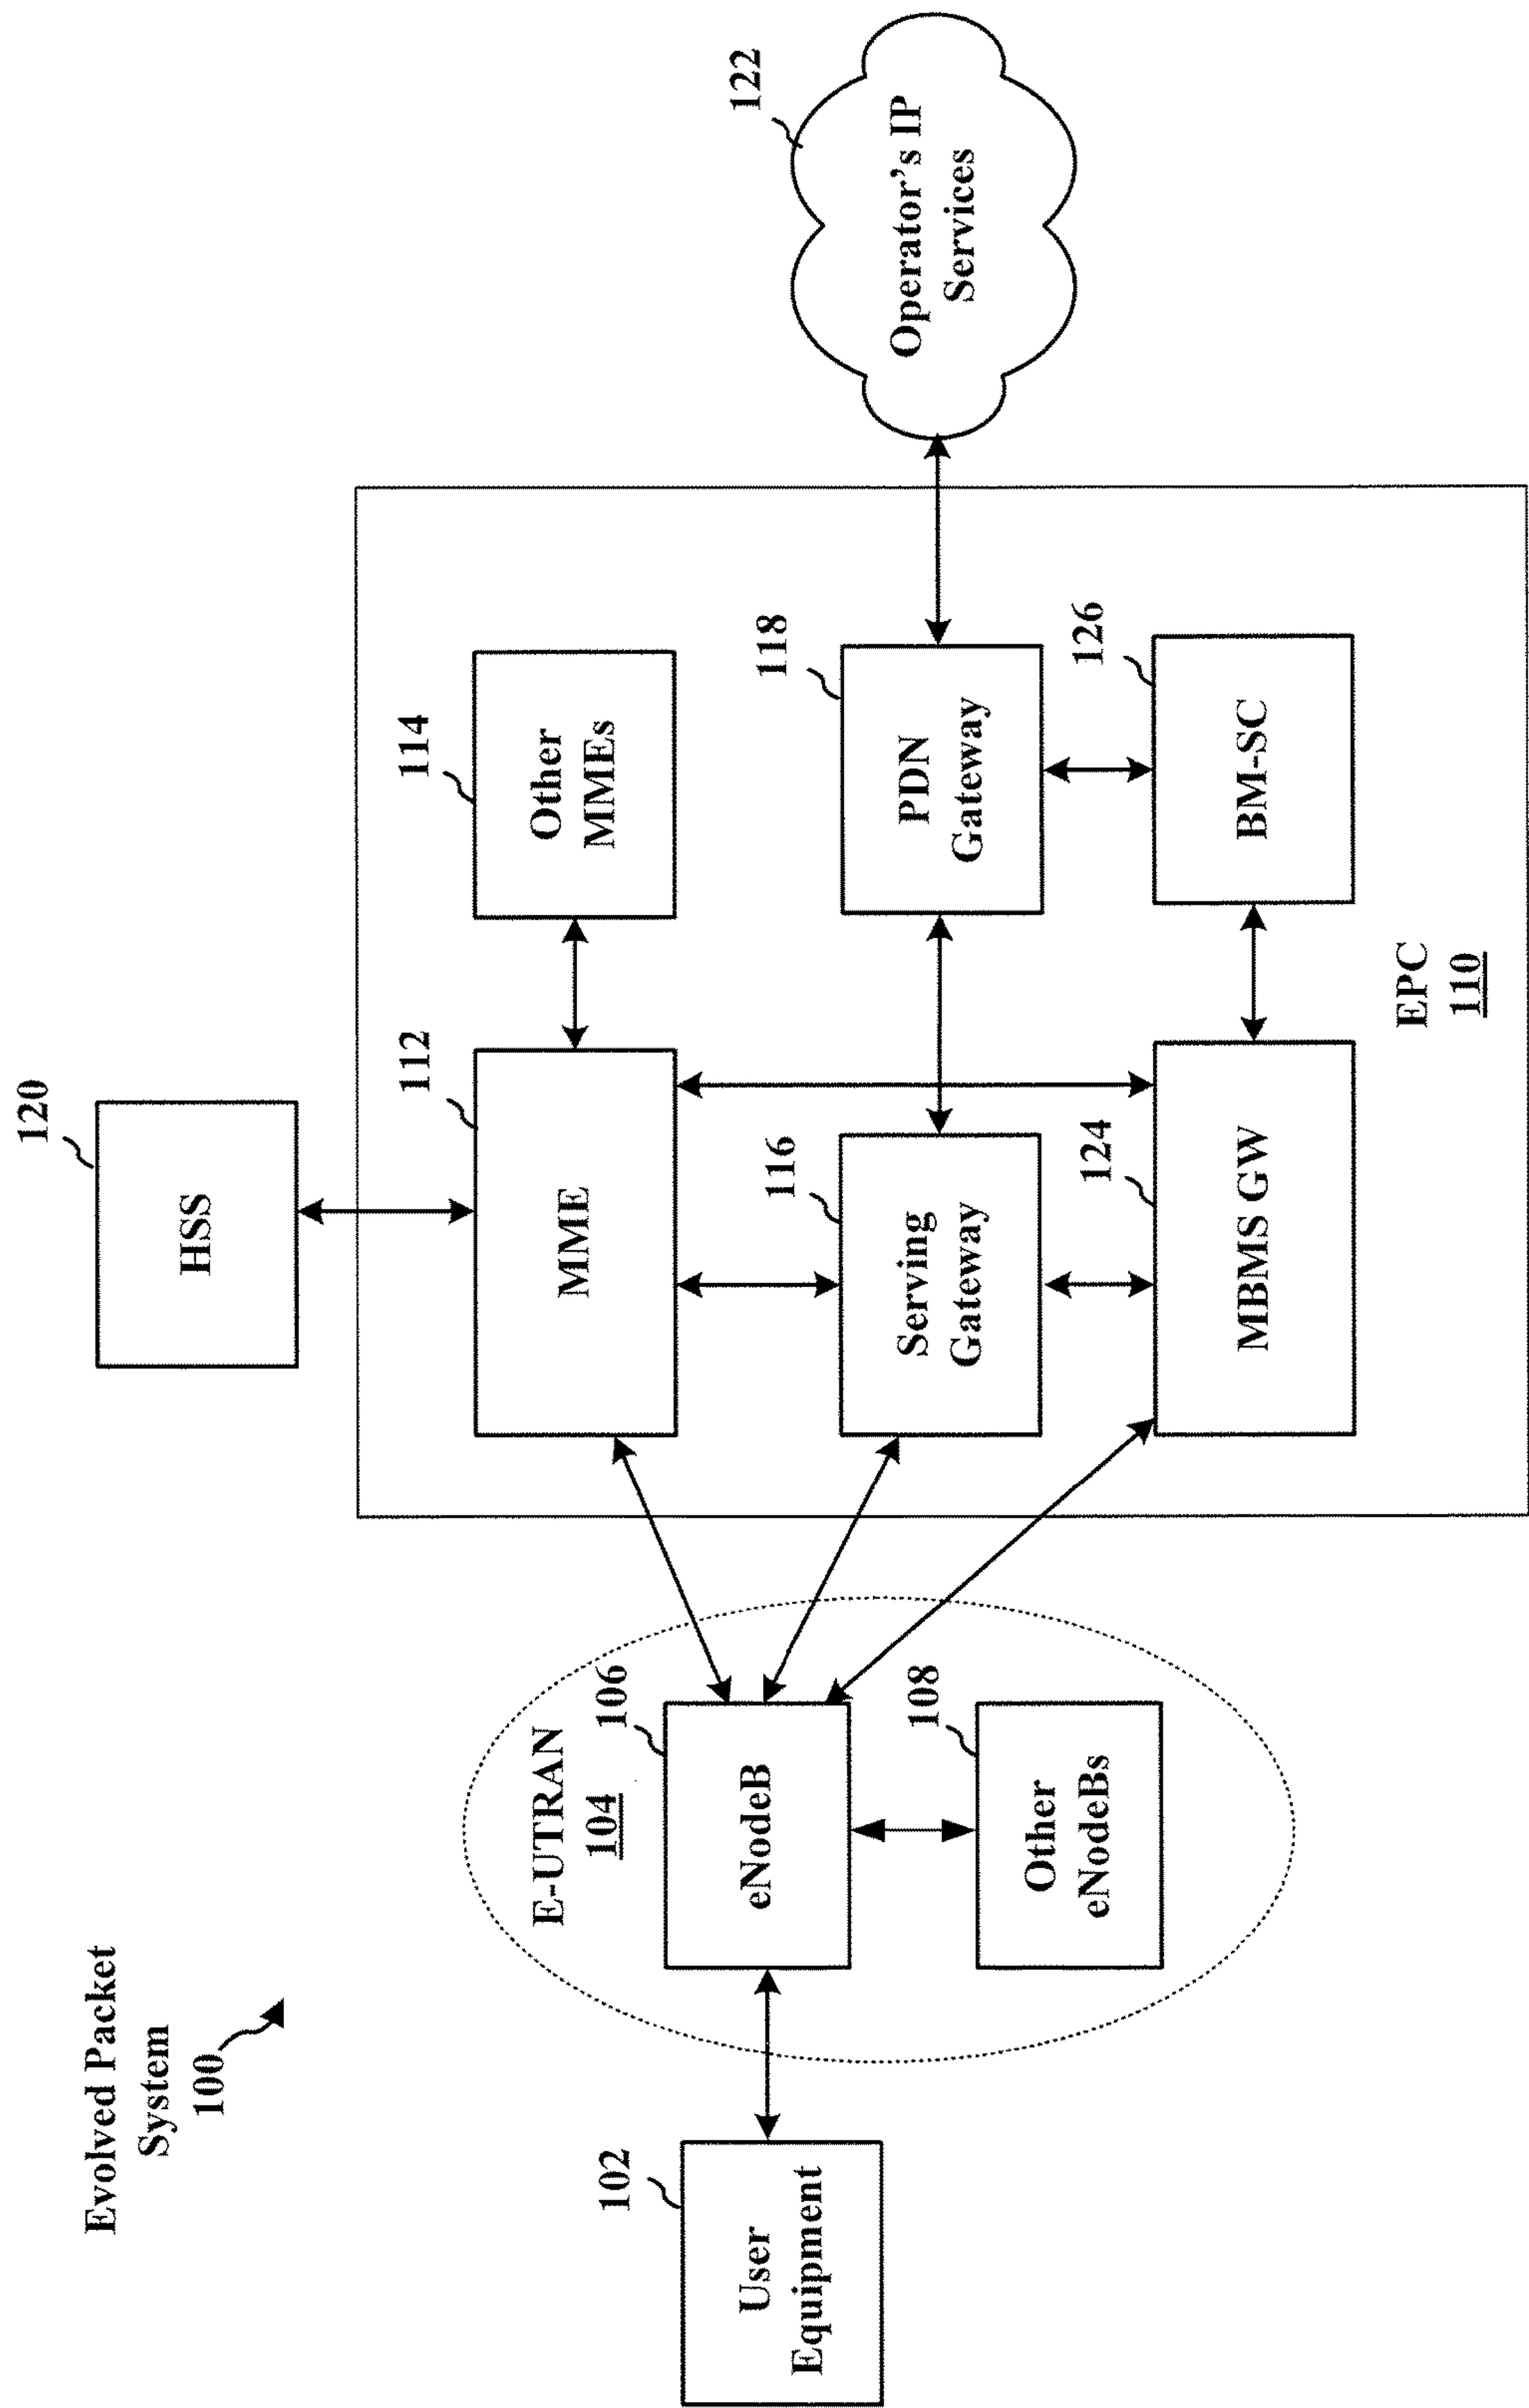 Evolved Packet
System
100
120
HSS
E-UTRAN
104
112
MME
114
Other
MMEs
102
User
Equipment
106
eNodeB
116
Serving
Gateway
118
PDN
Gateway
122
Operator's IP
Services
108
Other
eNodeBs
124
MBMS GW
126
BM-SC
EPC
110